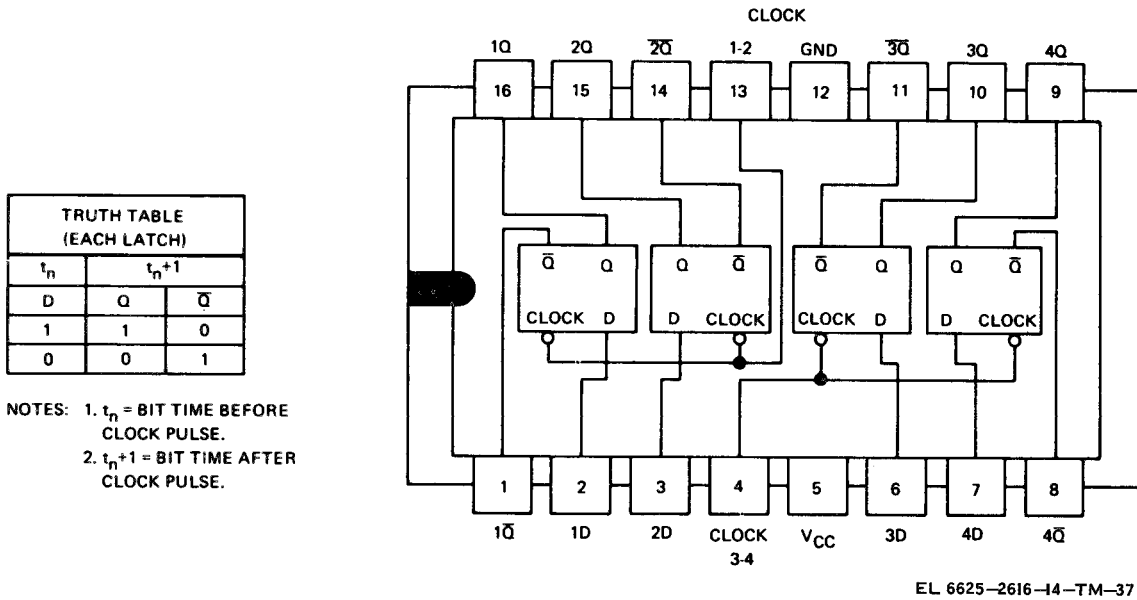 CLOCK
1Q 2Q 2Q̅ 1-2 GND 3Q̅ 3Q 4Q
16 15 14 13 12 11 10 9
TRUTH TABLE
(EACH LATCH)
tn tn+1
D Q Q̅
1 1 0
0 0 1
NOTES: 1. tn = BIT TIME BEFORE
CLOCK PULSE.
2. tn+1 = BIT TIME AFTER
CLOCK PULSE.
Q̅ Q Q Q̅ Q̅ Q Q Q̅
CLOCK D D CLOCK CLOCK D D CLOCK
1 2 3 4 5 6 7 8
1Q̅ 1D 2D CLOCK VCC 3D 4D 4Q̅
3-4
EL 6625-2616-14-TM-37